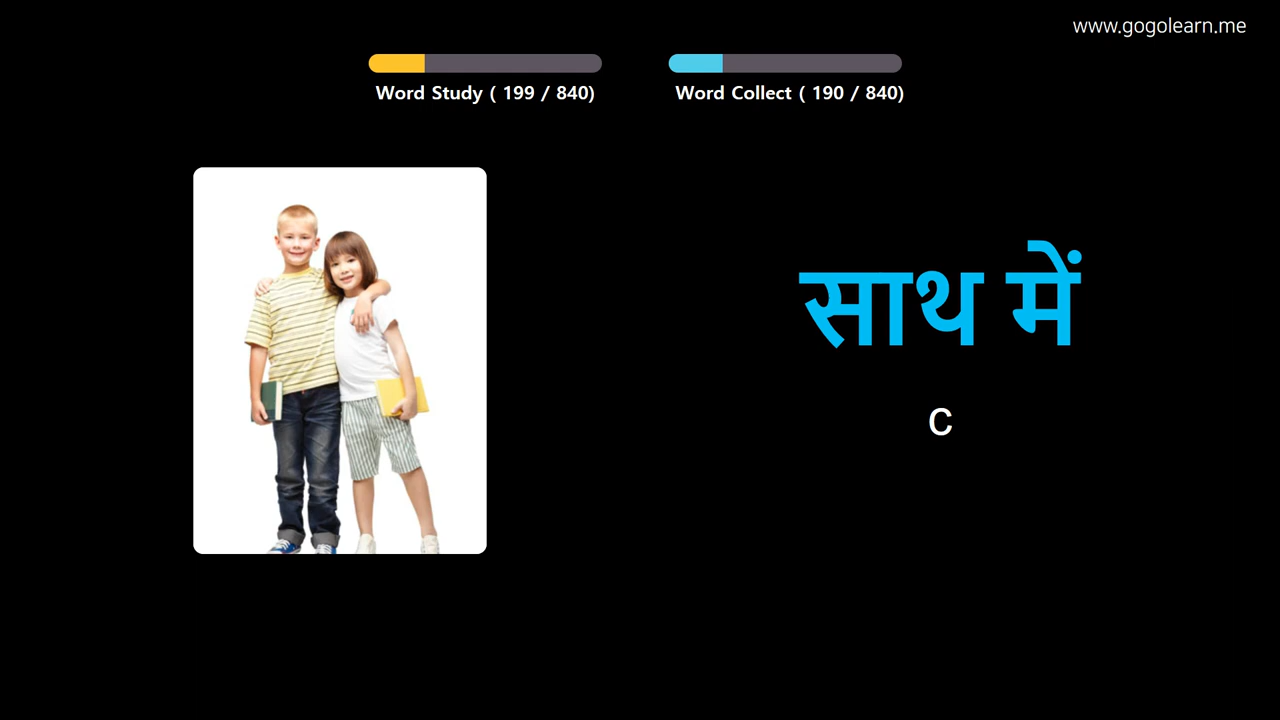 www.gogolearn.me
Word Study ( 199 / 840)
Word Collect ( 190 / 840)
साथ में
с